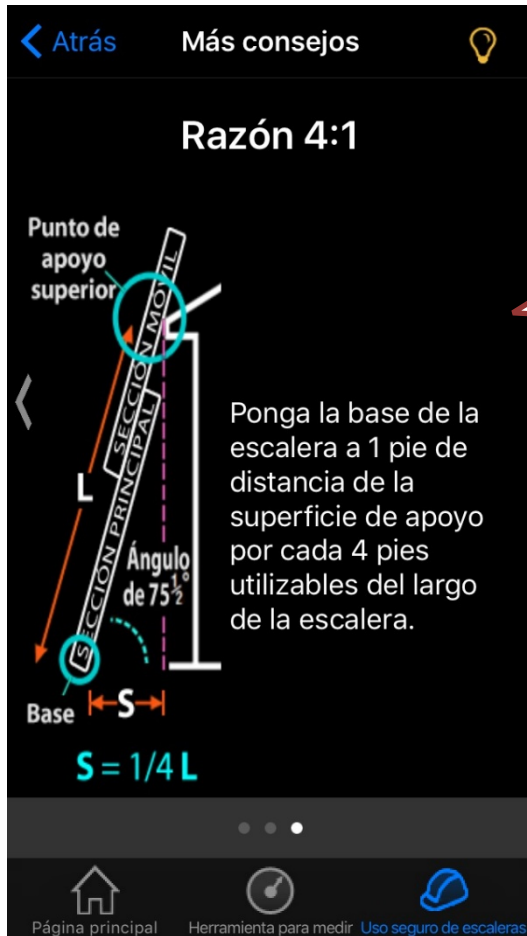 Atrás
Más consejos
Razón 4:1
Punto de
apoyo
superior
SECCIÓN MÓVIL
SECCIÓN PRINCIPAL
L
Ángulo
de 75½°
Base
S
S = 1/4 L
Ponga la base de la
escalera a 1 pie de
distancia de la
superficie de apoyo
por cada 4 pies
utilizables del largo
de la escalera.
Página principal
Herramienta para medir
Uso seguro de escaleras